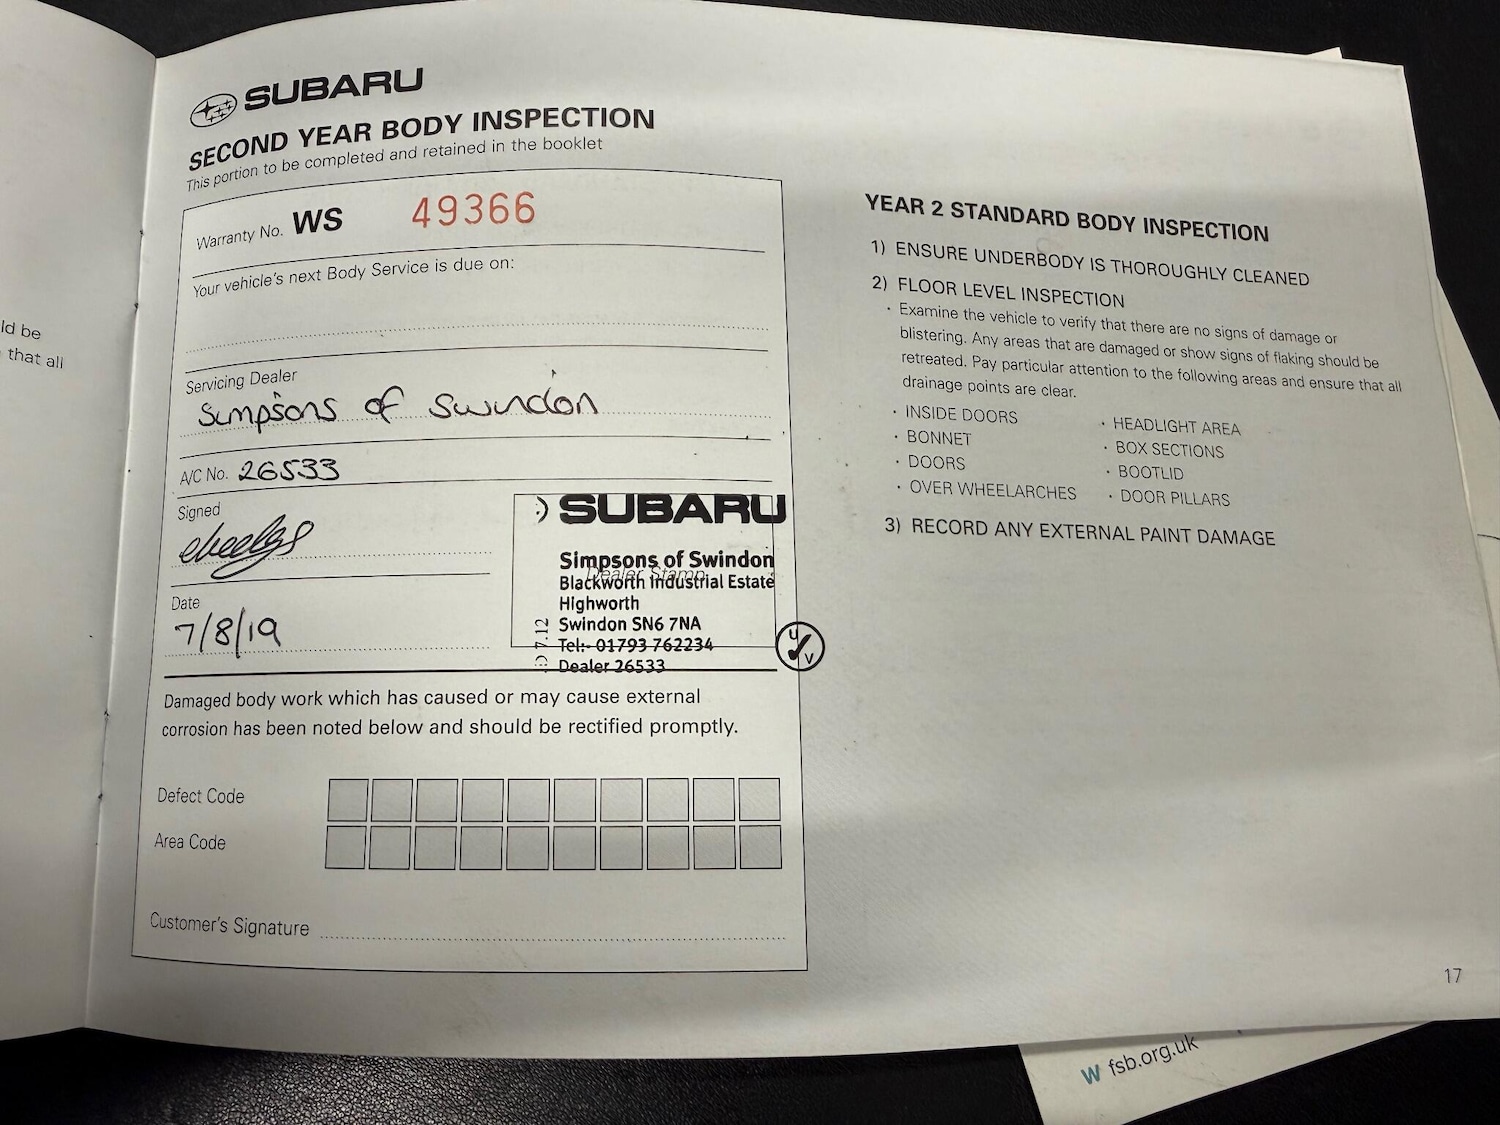 ld be
that all
SUBARU
SECOND YEAR BODY INSPECTION
This portion to be completed and retained in the booklet
Warranty No. WS 49366
Your vehicle's next Body Service is due on:
Servicing Dealer
Simpsons of Swindon
A/C No. 26533
Signed
Date
7/8/19
SUBARU
Dealer Stamp
Simpsons of Swindon
Blackworth Industrial Estate
Highworth
Swindon SN6 7NA
Tel:- 01793 762234
Dealer 26533
7.12
U
V
Damaged body work which has caused or may cause external
corrosion has been noted below and should be rectified promptly.
Defect Code
Area Code
Customer's Signature
YEAR 2 STANDARD BODY INSPECTION
1) ENSURE UNDERBODY IS THOROUGHLY CLEANED
2) FLOOR LEVEL INSPECTION
· Examine the vehicle to verify that there are no signs of damage or
blistering. Any areas that are damaged or show signs of flaking should be
retreated. Pay particular attention to the following areas and ensure that all
drainage points are clear.
· INSIDE DOORS
· BONNET
· DOORS
· OVER WHEELARCHES
· HEADLIGHT AREA
· BOX SECTIONS
· BOOTLID
· DOOR PILLARS
3) RECORD ANY EXTERNAL PAINT DAMAGE
17
W fsb.org.uk